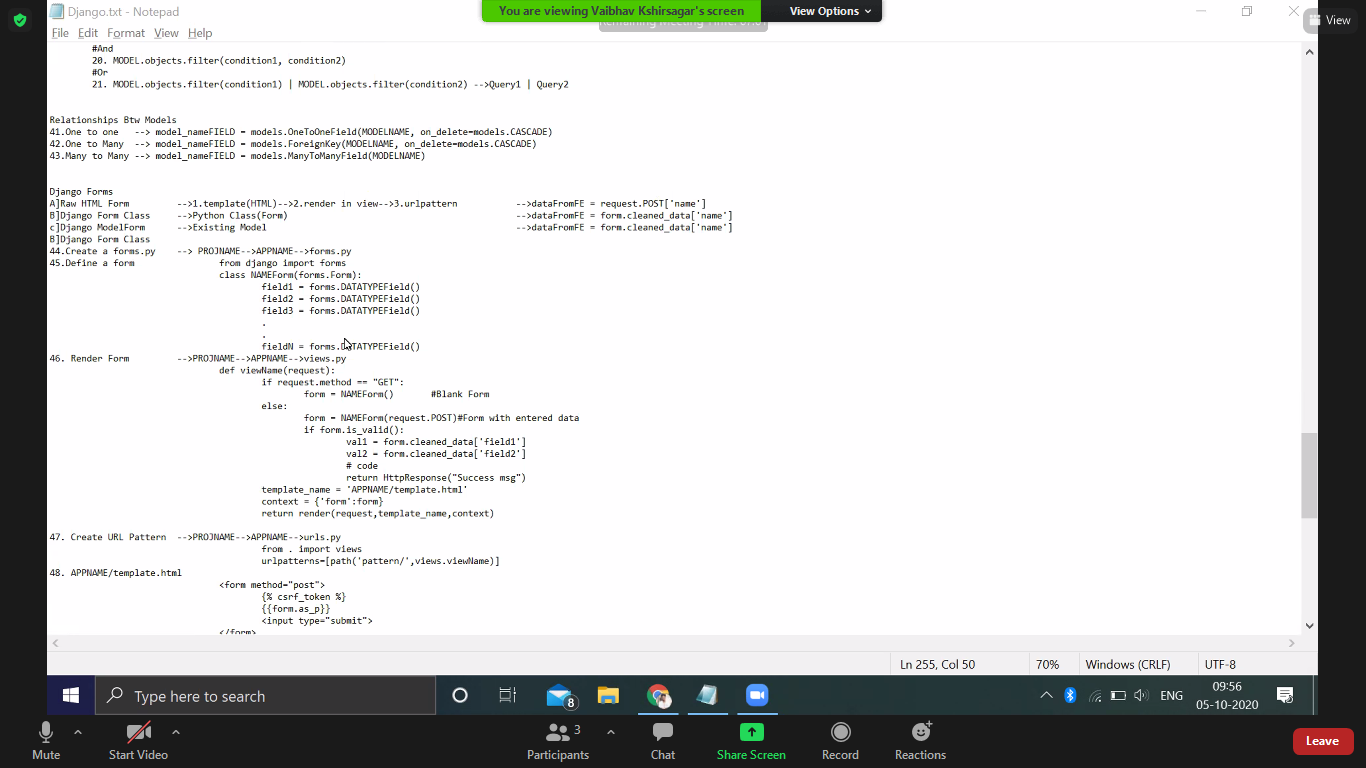 Django.txt - Notepad
You are viewing Vaibhav Kshirsagar's screen
View Options
View
File Edit Format View Help
#And
20. MODEL.objects.filter(condition1, condition2)
#Or
21. MODEL.objects.filter(condition1) | MODEL.objects.filter(condition2) -->Query1 | Query2
Relationships Btw Models
41.One to one --> model_nameFIELD = models.OneToOneField(MODELNAME, on_delete=models.CASCADE)
42.One to Many --> model_nameFIELD = models.ForeignKey(MODELNAME, on_delete=models.CASCADE)
43.Many to Many --> model_nameFIELD = models.ManyToManyField(MODELNAME)
Django Forms
A]Raw HTML Form -->1.template(HTML)-->2.render in view-->3.urlpattern -->dataFromFE = request.POST['name']
B]Django Form Class -->Python Class(Form) -->dataFromFE = form.cleaned_data['name']
c]Django ModelForm -->Existing Model -->dataFromFE = form.cleaned_data['name']
B]Django Form Class
44.Create a forms.py --> PROJNAME-->APPNAME-->forms.py
45.Define a form from django import forms
class NAMEForm(forms.Form):
field1 = forms.DATATYPEField()
field2 = forms.DATATYPEField()
field3 = forms.DATATYPEField()
.
.
fieldN = forms.DATATYPEField()
46. Render Form -->PROJNAME-->APPNAME-->views.py
def viewName(request):
if request.method == "GET":
form = NAMEForm() #Blank Form
else:
form = NAMEForm(request.POST)#Form with entered data
if form.is_valid():
val1 = form.cleaned_data['field1']
val2 = form.cleaned_data['field2']
# code
return HttpResponse("Success msg")
template_name = 'APPNAME/template.html'
context = {'form':form}
return render(request,template_name,context)
47. Create URL Pattern -->PROJNAME-->APPNAME-->urls.py
from . import views
urlpatterns=[path('pattern/',views.viewName)]
48. APPNAME/template.html
<form method="post">
{% csrf_token %}
{{form.as_p}}
<input type="submit">
</form>
Ln 255, Col 50 70% Windows (CRLF) UTF-8
Type here to search
8
ENG
09:56
05-10-2020
Mute
Start Video
Participants 3
Chat
Share Screen
Record
Reactions
Leave